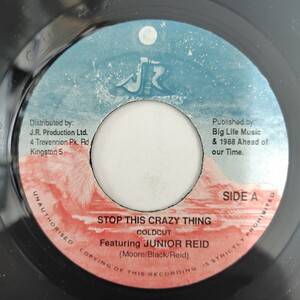 JR
Distributed by:
J.R. Production Ltd.
4 Trevennion Pk. Rd
Kingston 5
Published by:
Big Life Music
& 1988 Ahead of
our Time.
SIDE A
STOP THIS CRAZY THING
COLDCUT
Featuring JUNIOR REID
(Moore/Black/Reid)
UNAUTHORISED COPYING OF THIS RECORDING IS STRICTLY PROHIBITED